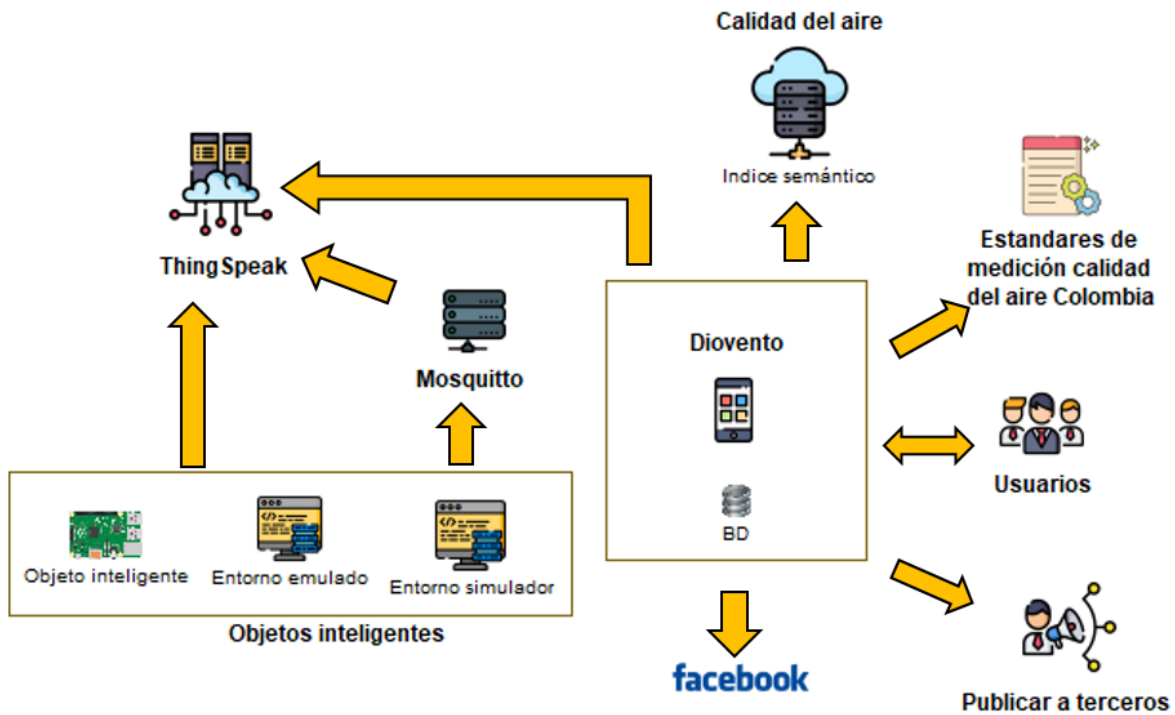 Calidad del aire
Indice semántico
ThingSpeak
Estandares de
medición calidad
del aire Colombia
Mosquitto
Diovento
BD
Usuarios
Objeto inteligente
Entorno emulado
Entorno simulador
Objetos inteligentes
facebook
Publicar a terceros